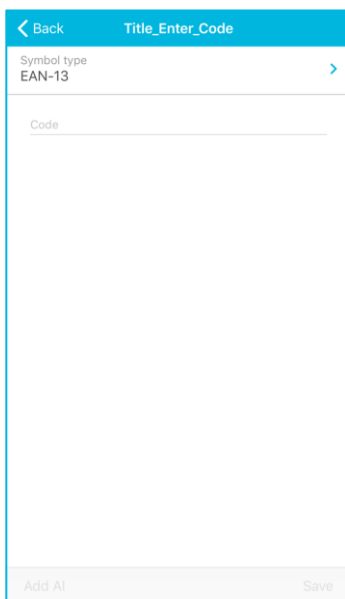 Back
Title_Enter_Code
Symbol type
EAN-13
Code
Add AI
Save